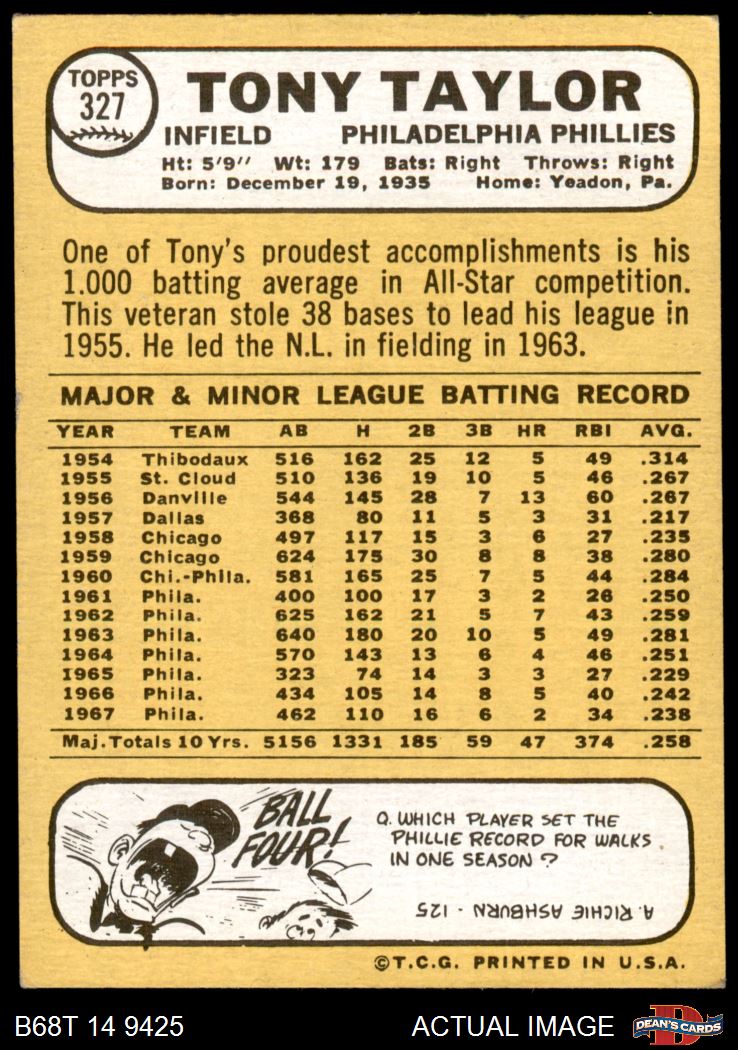 TOPPS
327
TONY TAYLOR
INFIELD PHILADELPHIA PHILLIES
Ht: 5'9" Wt: 179 Bats: Right Throws: Right
Born: December 19, 1935 Home: Yeadon, Pa.
One of Tony's proudest accomplishments is his
1.000 batting average in All-Star competition.
This veteran stole 38 bases to lead his league in
1955. He led the N.L. in fielding in 1963.
MAJOR & MINOR LEAGUE BATTING RECORD
YEAR TEAM AB H 2B 3B HR RBI AVG.
1954 Thibodaux 516 162 25 12 5 49 .314
1955 St. Cloud 510 136 19 10 5 46 .267
1956 Danville 544 145 28 7 13 60 .267
1957 Dallas 368 80 11 5 3 31 .217
1958 Chicago 497 117 15 3 6 27 .235
1959 Chicago 624 175 30 8 8 38 .280
1960 Chi.-Phila. 581 165 25 7 5 44 .284
1961 Phila. 400 100 17 3 2 26 .250
1962 Phila. 625 162 21 5 7 43 .259
1963 Phila. 640 180 20 10 5 49 .281
1964 Phila. 570 143 13 6 4 46 .251
1965 Phila. 323 74 14 3 3 27 .229
1966 Phila. 434 105 14 8 5 40 .242
1967 Phila. 462 110 16 6 2 34 .238
Maj. Totals 10 Yrs. 5156 1331 185 59 47 374 .258
BALL
FOUR!
Q. WHICH PLAYER SET THE
PHILLIE RECORD FOR WALKS
IN ONE SEASON?
A. RICHIE ASHBURN - 125
©T.C.G. PRINTED IN U.S.A.
B68T 14 9425 ACTUAL IMAGE
D
DEAN'S CARDS